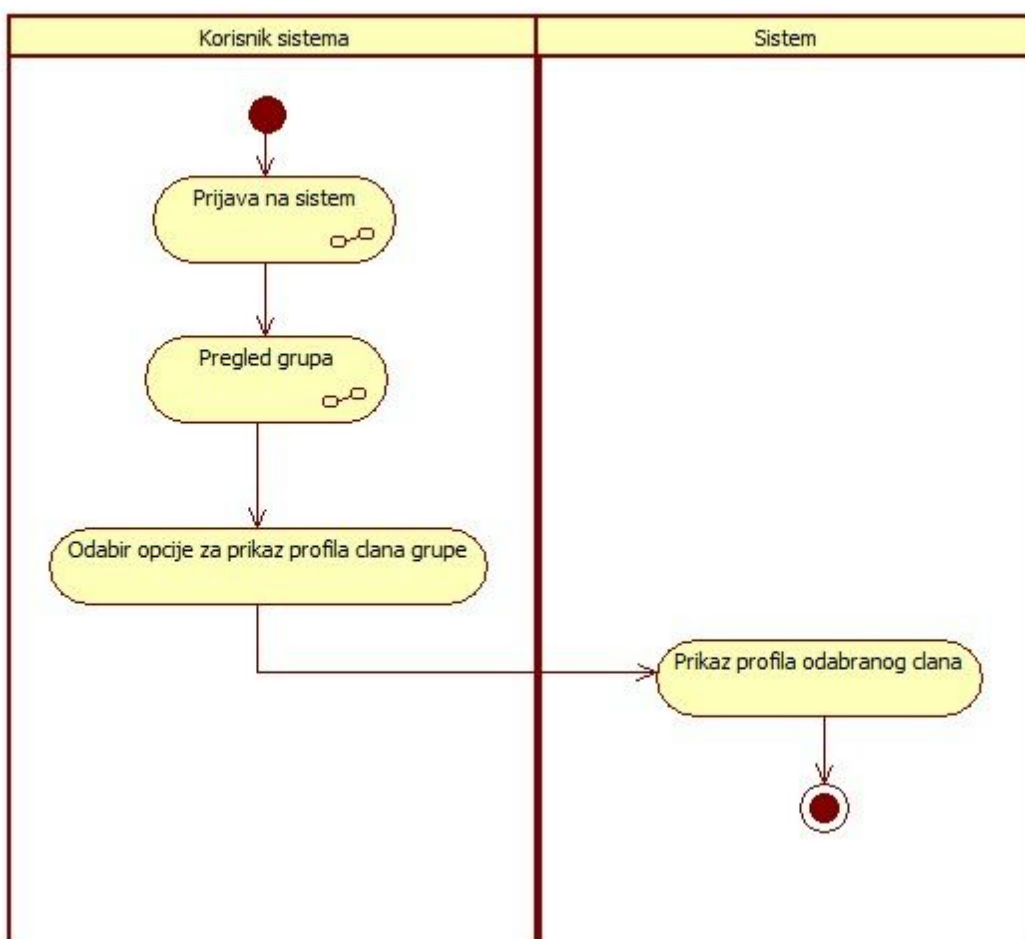 Korisnik sistema
Sistem
Prijava na sistem
Pregled grupa
Odabir opcije za prikaz profila clana grupe
Prikaz profila odabranog clana